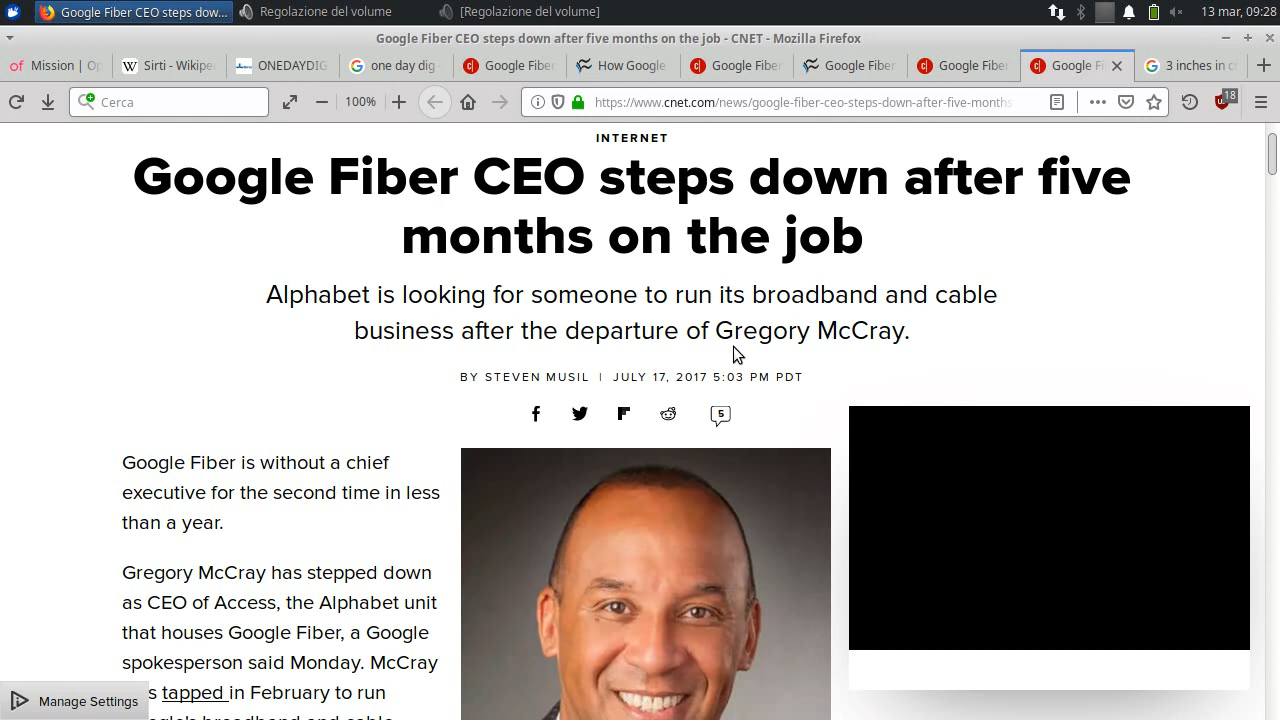 Google Fiber CEO steps dow...
Regolazione del volume
[Regolazione del volume]
13 mar, 09:28
Google Fiber CEO steps down after five months on the job - CNET - Mozilla Firefox
Mission | Op
Sirti - Wikipe
ONEDAYDIG
one day dig
Google Fiber
How Google
Google Fiber
Google Fiber
Google Fiber
Google Fi
3 inches in c
Cerca
100%
https://www.cnet.com/news/google-fiber-ceo-steps-down-after-five-months
18
INTERNET
Google Fiber CEO steps down after five
months on the job
Alphabet is looking for someone to run its broadband and cable
business after the departure of Gregory McCray.
BY STEVEN MUSIL | JULY 17, 2017 5:03 PM PDT
5
Google Fiber is without a chief
executive for the second time in less
than a year.
Gregory McCray has stepped down
as CEO of Access, the Alphabet unit
that houses Google Fiber, a Google
spokesperson said Monday. McCray
tapped in February to run
Manage Settings